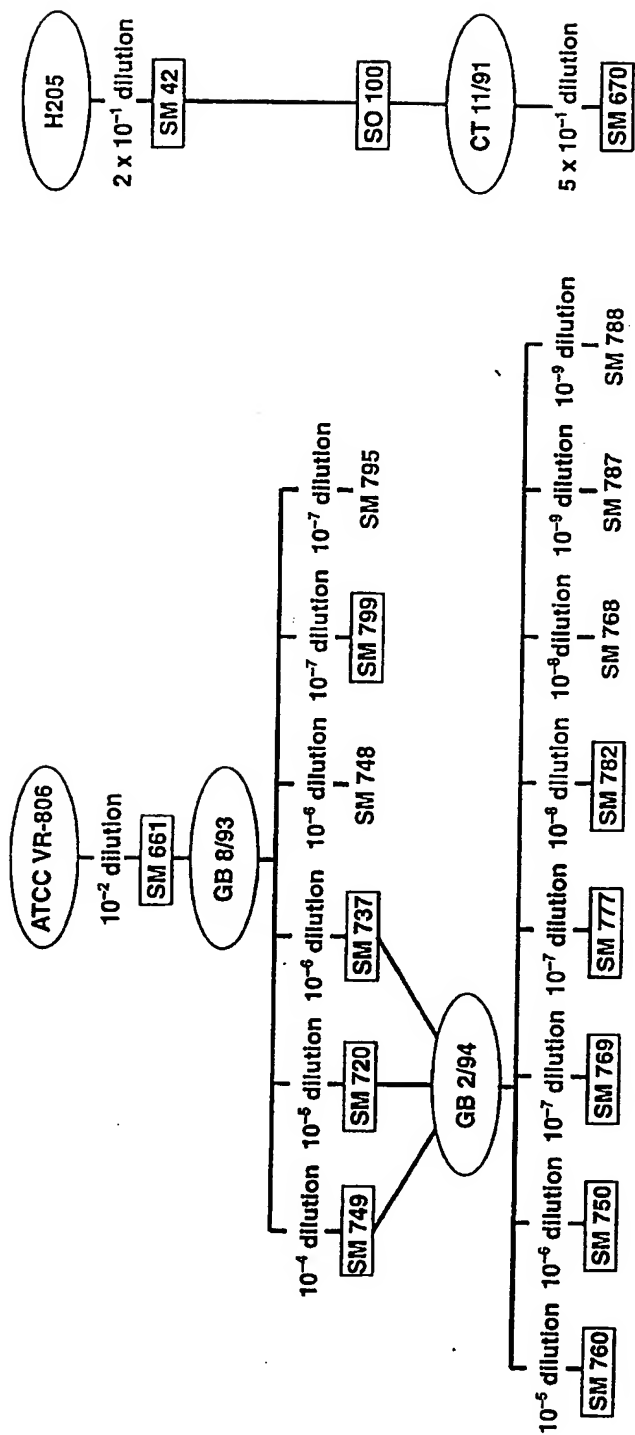 ATCC VR-806
10⁻² dilution
SM 661
GB 8/93
10⁻⁴ dilution 10⁻⁵ dilution 10⁻⁶ dilution 10⁻⁶ dilution 10⁻⁷ dilution 10⁻⁷ dilution
SM 749 SM 720 SM 737 SM 748 SM 799 SM 795
GB 2/94
10⁻⁵ dilution 10⁻⁶ dilution 10⁻⁷ dilution 10⁻⁷ dilution 10⁻⁸ dilution 10⁻⁸dilution 10⁻⁹ dilution 10⁻⁹ dilution
SM 760 SM 750 SM 769 SM 777 SM 782 SM 768 SM 787 SM 788
H205
2 x 10⁻¹ dilution
SM 42
SO 100
CT 11/91
5 x 10⁻¹ dilution
SM 670